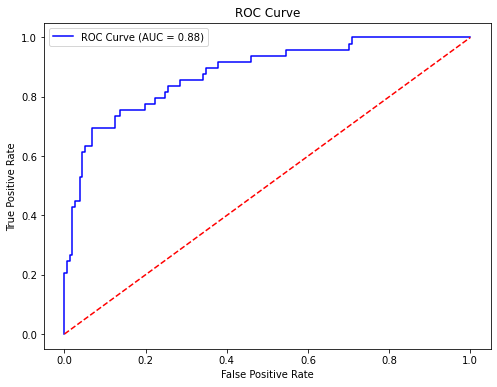 ROC Curve
ROC Curve (AUC = 0.88)
True Positive Rate
1.0
0.8
0.6
0.4
0.2
0.0
0.0 0.2 0.4 0.6 0.8 1.0
False Positive Rate